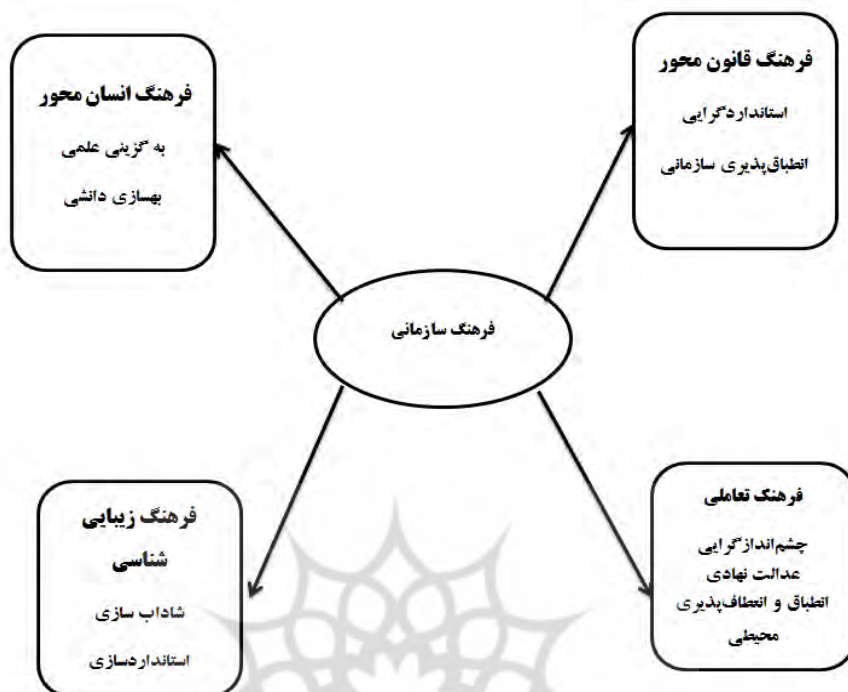 فرهنگ قانون محور
استانداردگرایی
انطباق‌پذیری سازمانی
فرهنگ انسان محور
به گزینی علمی
بهسازی دانشی
فرهنگ سازمانی
فرهنگ تعاملی
چشم‌اندازگرایی
عدالت نهادی
انطباق و انعطاف‌پذیری
محیطی
فرهنگ زیبایی
شناسی
شاداب سازی
استانداردسازی